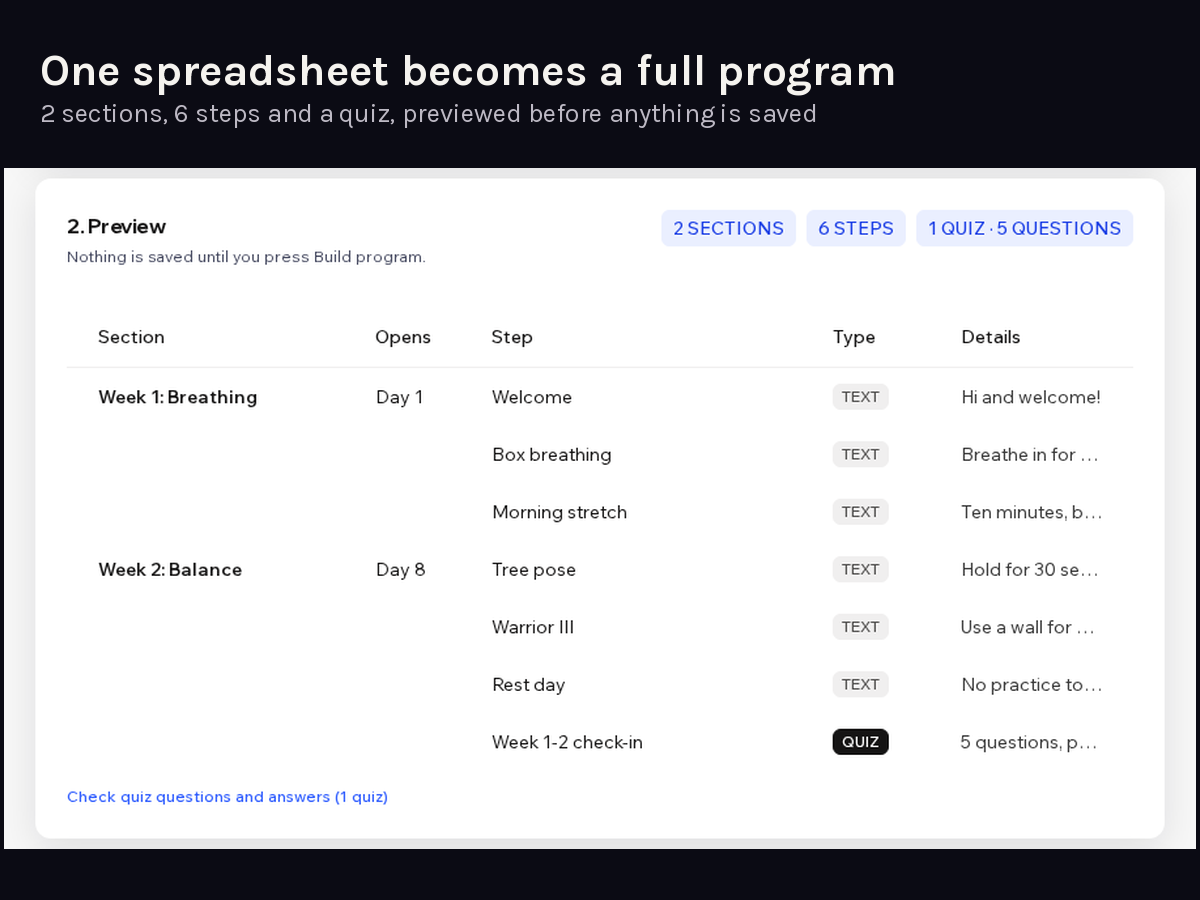 One spreadsheet becomes a full program
2 sections, 6 steps and a quiz, previewed before anything is saved
2. Preview
2 SECTIONS 6 STEPS 1 QUIZ · 5 QUESTIONS
Nothing is saved until you press Build program.
Section Opens Step Type Details
Week 1: Breathing Day 1 Welcome TEXT Hi and welcome!
Box breathing TEXT Breathe in for ...
Morning stretch TEXT Ten minutes, b...
Week 2: Balance Day 8 Tree pose TEXT Hold for 30 se...
Warrior III TEXT Use a wall for ...
Rest day TEXT No practice to...
Week 1-2 check-in QUIZ 5 questions, p...
Check quiz questions and answers (1 quiz)